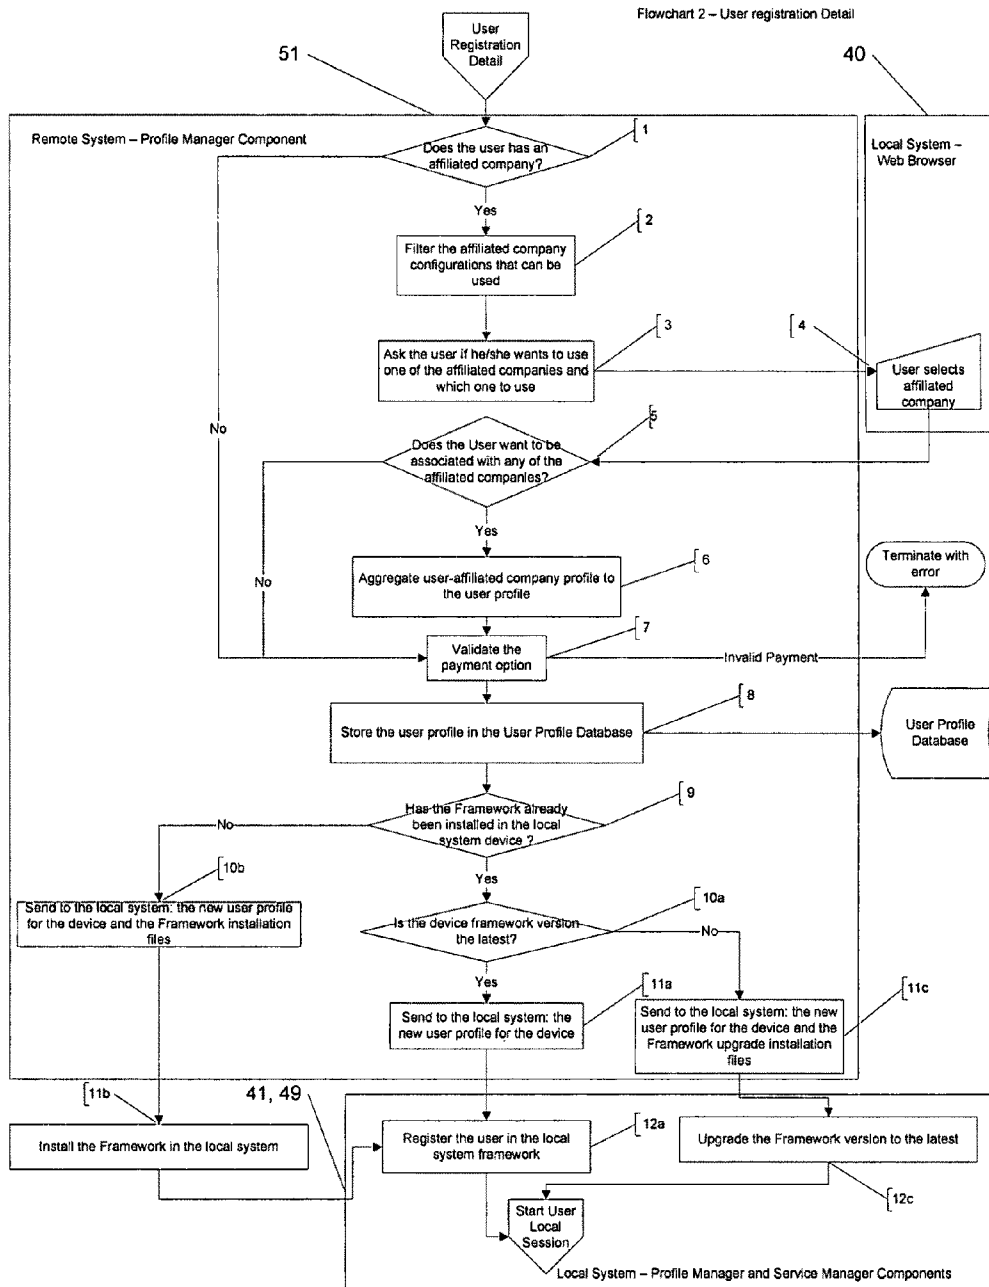 Flowchart 2 – User registration Detail
User
Registration
Detail
51
40
Remote System – Profile Manager Component
1
Does the user has an
affiliated company?
Local System –
Web Browser
Yes
2
Filter the affiliated company
configurations that can be
used
3
4
Ask the user if he/she wants to use
one of the affiliated companies and
which one to use
User selects
affiliated
company
No
5
Does the User want to be
associated with any of the
affiliated companies?
Yes
Terminate with
error
6
No
Aggregate user-affiliated company profile to
the user profile
7
Validate the
payment option
Invalid Payment
8
Store the user profile in the User Profile Database
User Profile
Database
9
Has the Framework already
been installed in the local
system device ?
No
10b
Yes
10a
Send to the local system: the new user profile
for the device and the Framework installation
files
Is the device framework version
the latest?
No
Yes
11a
11c
Send to the local system: the
new user profile for the device
Send to the local system: the new
user profile for the device and the
Framework upgrade installation
files
11b
41, 49
12a
Install the Framework in the local system
Register the user in the local
system framework
Upgrade the Framework version to the latest
12c
Start User
Local
Session
Local System – Profile Manager and Service Manager Components